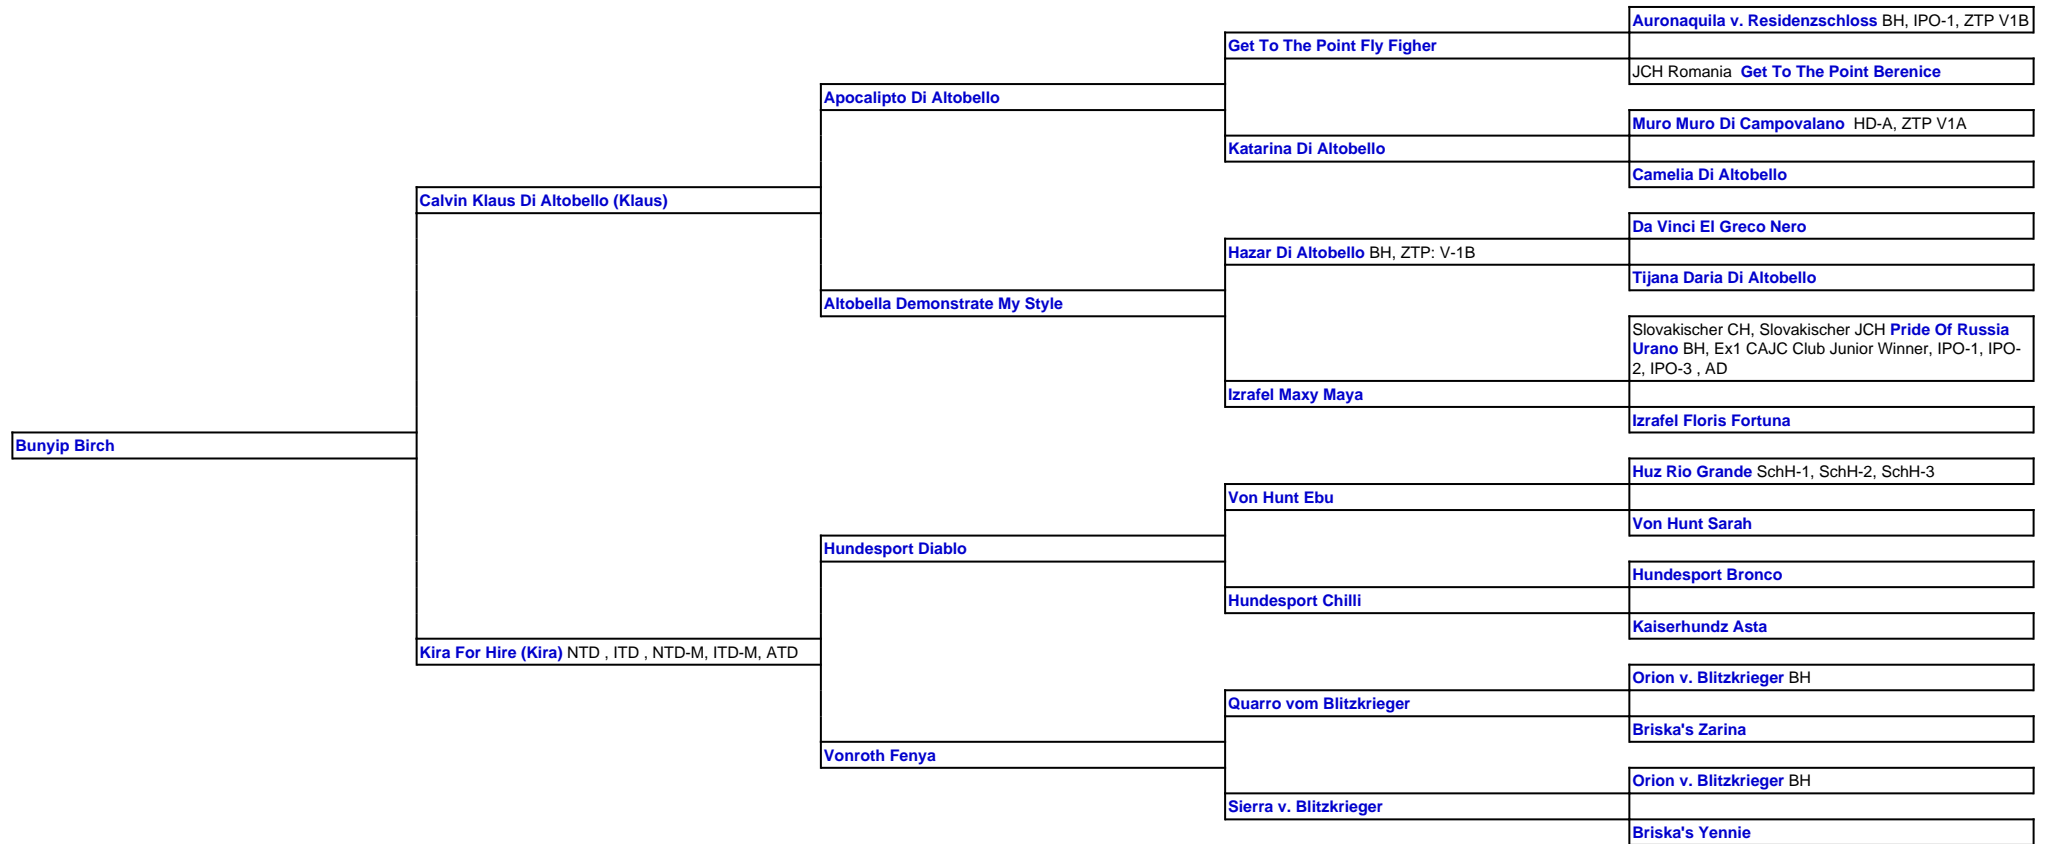 Auronaquila v. Residenzschloss BH, IPO-1, ZTP V1B
Get To The Point Fly Figher
JCH Romania  Get To The Point Berenice
Apocalipto Di Altobello
Muro Muro Di Campovalano  HD-A, ZTP V1A
Katarina Di Altobello
Camelia Di Altobello
Calvin Klaus Di Altobello (Klaus)
Da Vinci El Greco Nero
Hazar Di Altobello BH, ZTP: V-1B
Tijana Daria Di Altobello
Altobella Demonstrate My Style
Slovakischer CH, Slovakischer JCH Pride Of Russia
Urano BH, Ex1 CAJC Club Junior Winner, IPO-1, IPO-
2, IPO-3 , AD
Izrafel Maxy Maya
Izrafel Floris Fortuna
Bunyip Birch
Huz Rio Grande SchH-1, SchH-2, SchH-3
Von Hunt Ebu
Von Hunt Sarah
Hundesport Diablo
Hundesport Bronco
Hundesport Chilli
Kaiserhundz Asta
Kira For Hire (Kira) NTD , ITD , NTD-M, ITD-M, ATD
Orion v. Blitzkrieger BH
Quarro vom Blitzkrieger
Briska's Zarina
Vonroth Fenya
Orion v. Blitzkrieger BH
Sierra v. Blitzkrieger
Briska's Yennie